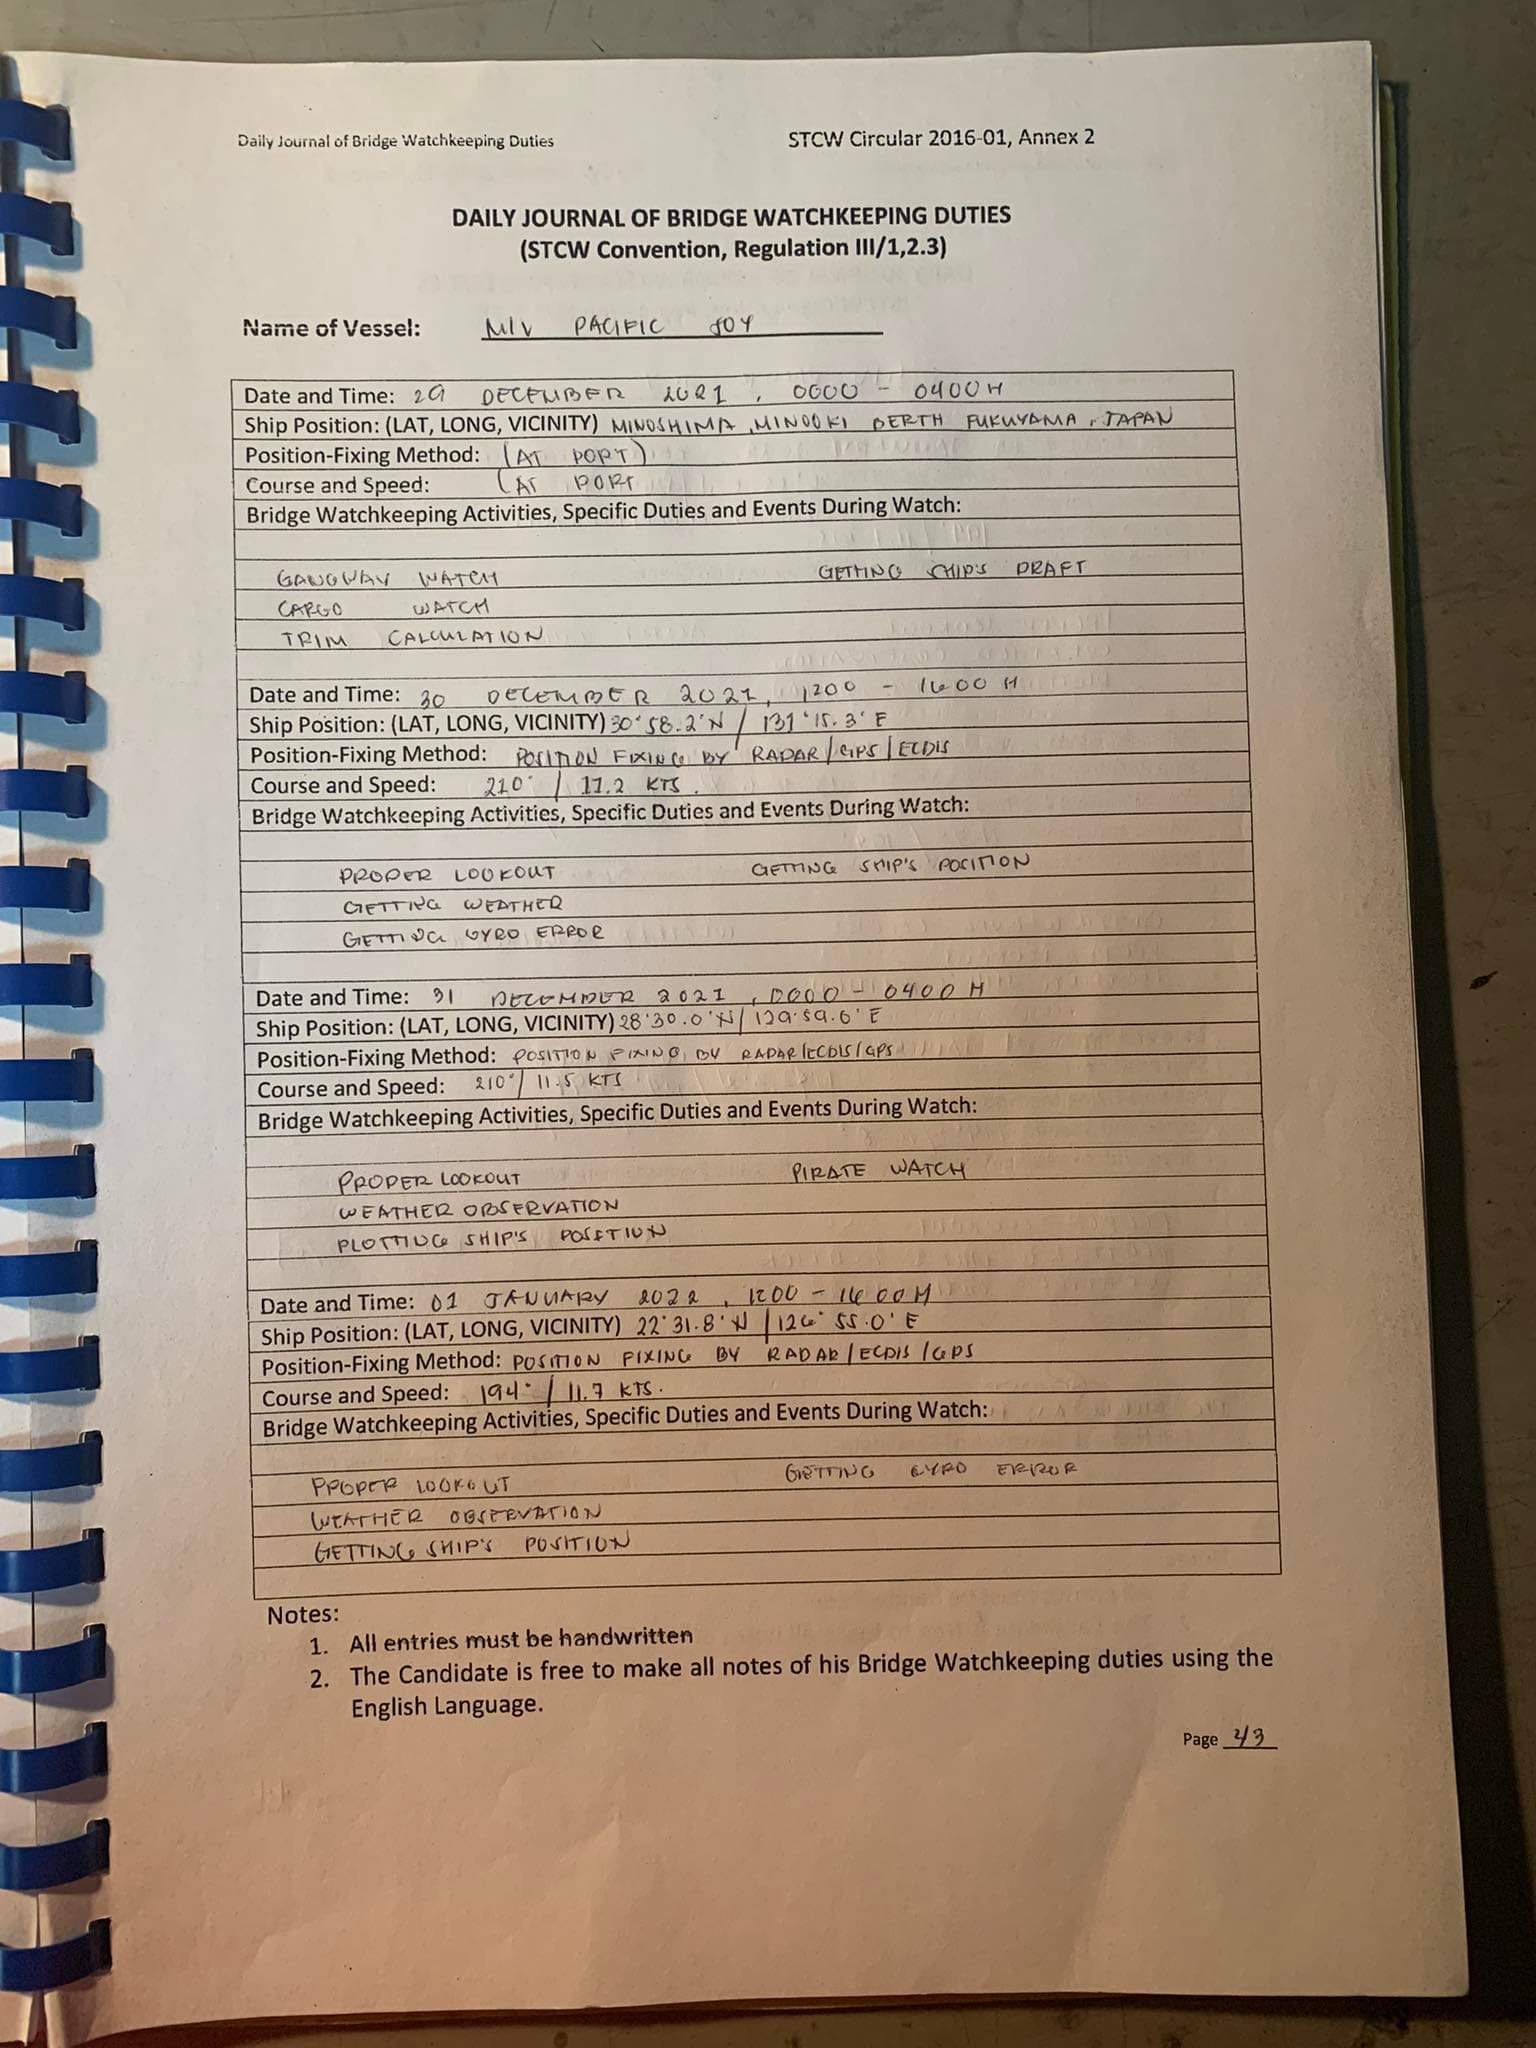 Daily Journal of Bridge Watchkeeping Duties STCW Circular 2016-01, Annex 2
DAILY JOURNAL OF BRIDGE WATCHKEEPING DUTIES
(STCW Convention, Regulation III/1,2.3)
Name of Vessel: M/V PACIFIC JOY
Date and Time: 29 DECEMBER 2021, 0000 - 0400H
Ship Position: (LAT, LONG, VICINITY) MINOSHIMA, MINOOKI BERTH FUKUYAMA, JAPAN
Position-Fixing Method: (AT PORT)
Course and Speed: (AT PORT
Bridge Watchkeeping Activities, Specific Duties and Events During Watch:
GANGWAY WATCH GETTING SHIP'S DRAFT
CARGO WATCH
TRIM CALCULATION
Date and Time: 30 DECEMBER 2021, 1200 - 1600H
Ship Position: (LAT, LONG, VICINITY) 30°58.2'N / 131°15.3'E
Position-Fixing Method: POSITION FIXING BY RADAR/GPS/ECDIS
Course and Speed: 210° / 11.2 KTS.
Bridge Watchkeeping Activities, Specific Duties and Events During Watch:
PROPER LOOKOUT GETTING SHIP'S POSITION
GETTING WEATHER
GETTING GYRO ERROR
Date and Time: 31 DECEMBER 2021, 0000 - 0400H
Ship Position: (LAT, LONG, VICINITY) 28°30.0'N/ 129°59.0'E
Position-Fixing Method: POSITION FIXING BY RADAR/ECDIS/GPS
Course and Speed: 210°/ 11.5 KTS
Bridge Watchkeeping Activities, Specific Duties and Events During Watch:
PROPER LOOKOUT PIRATE WATCH
WEATHER OBSERVATION
PLOTTING SHIP'S POSITION
Date and Time: 01 JANUARY 2022, 1200 - 1600H
Ship Position: (LAT, LONG, VICINITY) 22°31.8'N / 126°55.0'E
Position-Fixing Method: POSITION FIXING BY RADAR/ECDIS/GPS
Course and Speed: 194° / 11.7 KTS.
Bridge Watchkeeping Activities, Specific Duties and Events During Watch:
PROPER LOOKOUT GETTING GYRO ERROR
WEATHER OBSERVATION
GETTING SHIP'S POSITION
Notes:
1. All entries must be handwritten
2. The Candidate is free to make all notes of his Bridge Watchkeeping duties using the
English Language.
Page 2/3